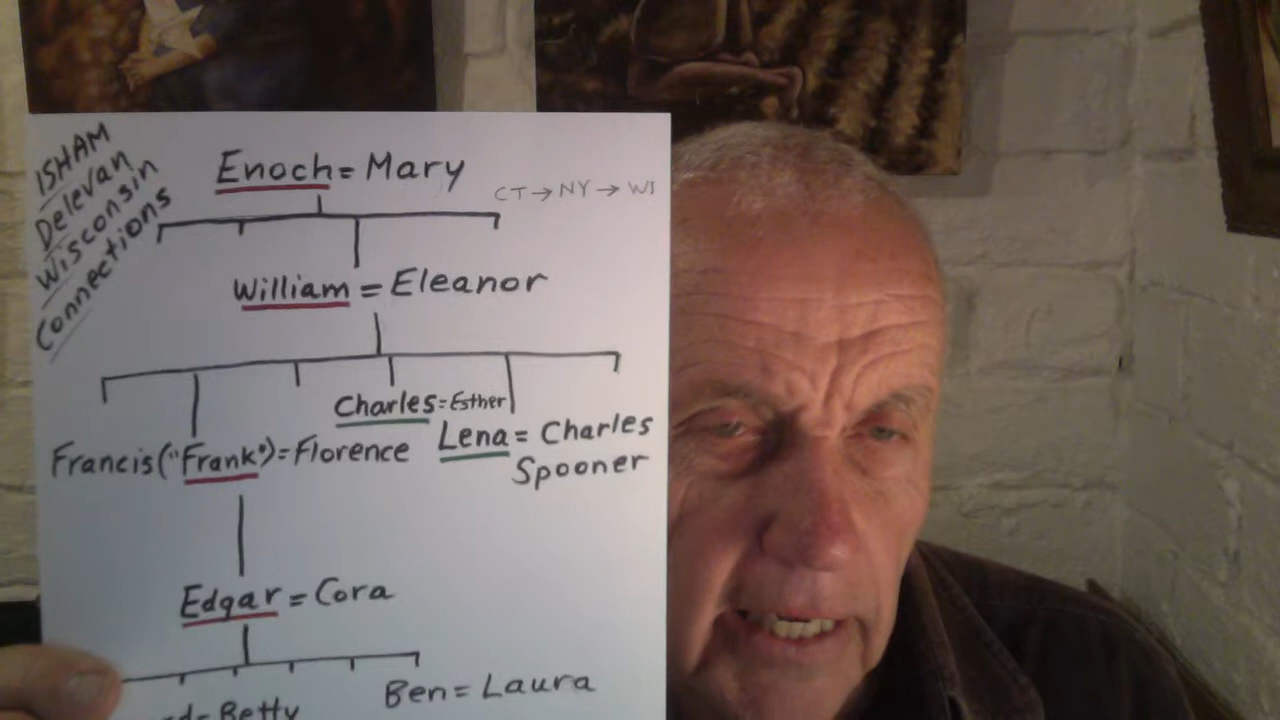 ISHAM
Delevan
Wisconsin
Connections
Enoch = Mary
CT → NY → WI
William = Eleanor
Charles = Esther
Lena = Charles
Spooner
Francis ("Frank") = Florence
Edgar = Cora
Ben = Laura
= Betty